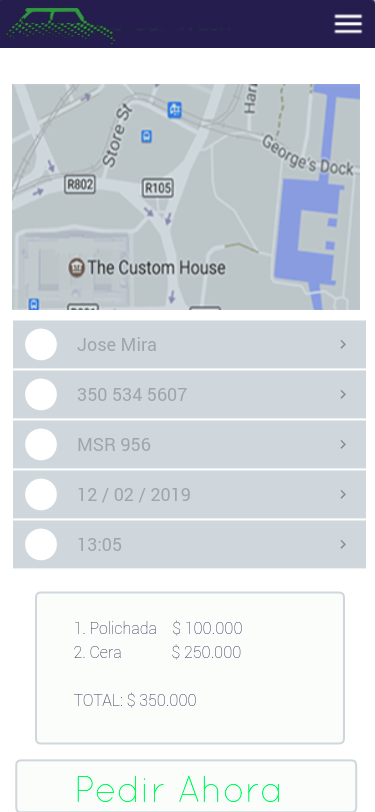 Store St
Han
George's Dock
R802
R105
The Custom House
Jose Mira
350 534 5607
MSR 956
12 / 02 / 2019
13:05
1. Polichada $ 100.000
2. Cera $ 250.000
TOTAL: $ 350.000
Pedir Ahora